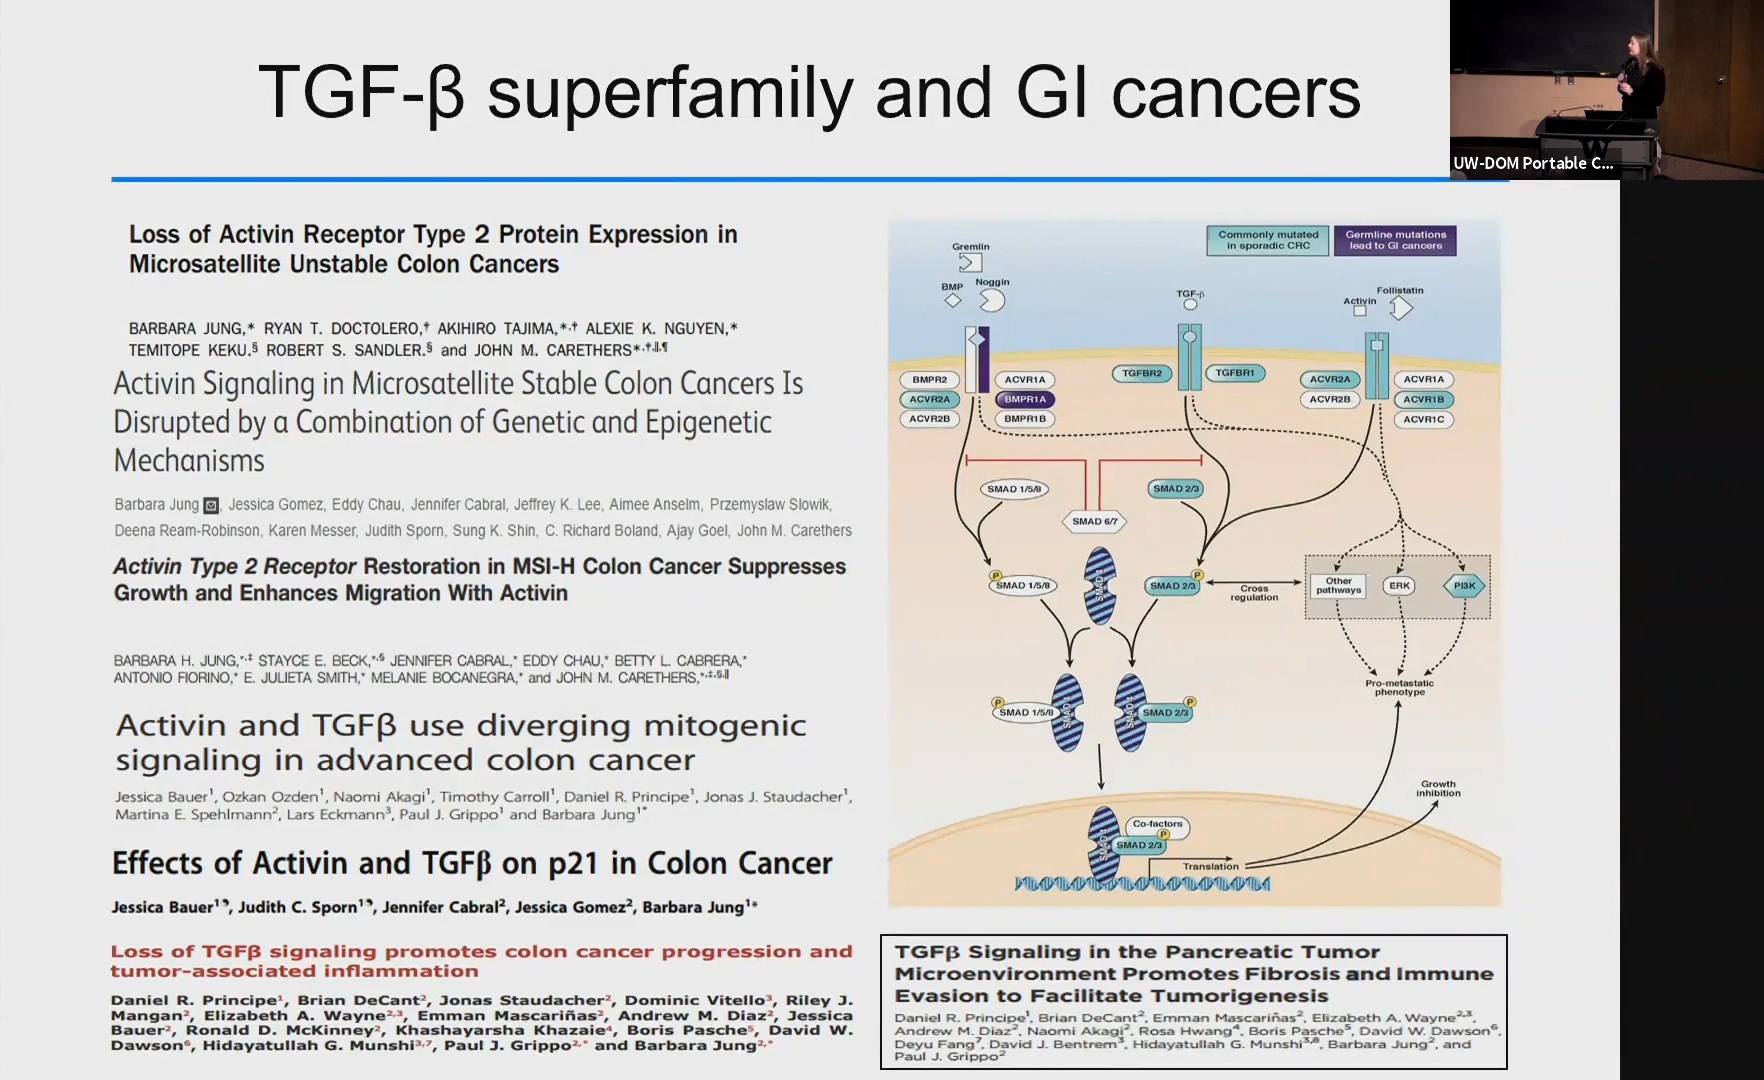 TGF-β superfamily and GI cancers
UW-DOM Portable C...
Loss of Activin Receptor Type 2 Protein Expression in
Microsatellite Unstable Colon Cancers
BARBARA JUNG,* RYAN T. DOCTOLERO,† AKIHIRO TAJIMA,*,† ALEXIE K. NGUYEN,*
TEMITOPE KEKU,§ ROBERT S. SANDLER,§ and JOHN M. CARETHERS*,†,‖,¶
Activin Signaling in Microsatellite Stable Colon Cancers Is
Disrupted by a Combination of Genetic and Epigenetic
Mechanisms
Barbara Jung, Jessica Gomez, Eddy Chau, Jennifer Cabral, Jeffrey K. Lee, Aimee Anselm, Przemyslaw Slowik,
Deena Ream-Robinson, Karen Messer, Judith Sporn, Sung K. Shin, C. Richard Boland, Ajay Goel, John M. Carethers
Activin Type 2 Receptor Restoration in MSI-H Colon Cancer Suppresses
Growth and Enhances Migration With Activin
BARBARA H. JUNG,*,‡ STAYCE E. BECK,*,§ JENNIFER CABRAL,* EDDY CHAU,* BETTY L. CABRERA,*
ANTONIO FIORINO,* E. JULIETA SMITH,* MELANIE BOCANEGRA,* and JOHN M. CARETHERS,*,‡,§,‖
Activin and TGFβ use diverging mitogenic
signaling in advanced colon cancer
Jessica Bauer¹, Ozkan Ozden¹, Naomi Akagi¹, Timothy Carroll¹, Daniel R. Principe¹, Jonas J. Staudacher¹,
Martina E. Spehlmann², Lars Eckmann³, Paul J. Grippo¹ and Barbara Jung¹*
Effects of Activin and TGFβ on p21 in Colon Cancer
Jessica Bauer¹, Judith C. Sporn¹, Jennifer Cabral², Jessica Gomez², Barbara Jung¹*
Loss of TGFβ signaling promotes colon cancer progression and
tumor-associated inflammation
Daniel R. Principe¹, Brian DeCant², Jonas Staudacher², Dominic Vitello³, Riley J.
Mangan², Elizabeth A. Wayne²,³, Emman Mascariñas², Andrew M. Diaz², Jessica
Bauer², Ronald D. McKinney², Khashayarsha Khazaie⁴, Boris Pasche⁵, David W.
Dawson⁶, Hidayatullah G. Munshi³,⁷, Paul J. Grippo²,* and Barbara Jung²,*
Commonly mutated
in sporadic CRC
Germline mutations
lead to GI cancers
Gremlin
BMP
Noggin
TGF-β
Activin
Follistatin
BMPR2
ACVR2A
ACVR2B
ACVR1A
BMPR1A
BMPR1B
TGFBR2
TGFBR1
ACVR2A
ACVR2B
ACVR1A
ACVR1B
ACVR1C
SMAD 1/5/8
SMAD 2/3
SMAD 6/7
P
SMAD 1/5/8
SMAD 4
P
SMAD 2/3
Cross
regulation
Other
pathways
ERK
PI3K
Pro-metastatic
phenotype
P
SMAD 1/5/8
SMAD 4
SMAD 4
P
SMAD 2/3
Growth
inhibition
SMAD 4
Co-factors
P
SMAD 2/3
Translation
TGFβ Signaling in the Pancreatic Tumor
Microenvironment Promotes Fibrosis and Immune
Evasion to Facilitate Tumorigenesis
Daniel R. Principe¹, Brian DeCant², Emman Mascariñas², Elizabeth A. Wayne²,³,
Andrew M. Diaz², Naomi Akagi², Rosa Hwang⁴, Boris Pasche⁵, David W. Dawson⁶,
Deyu Fang⁷, David J. Bentrem³, Hidayatullah G. Munshi³,⁸, Barbara Jung², and
Paul J. Grippo²